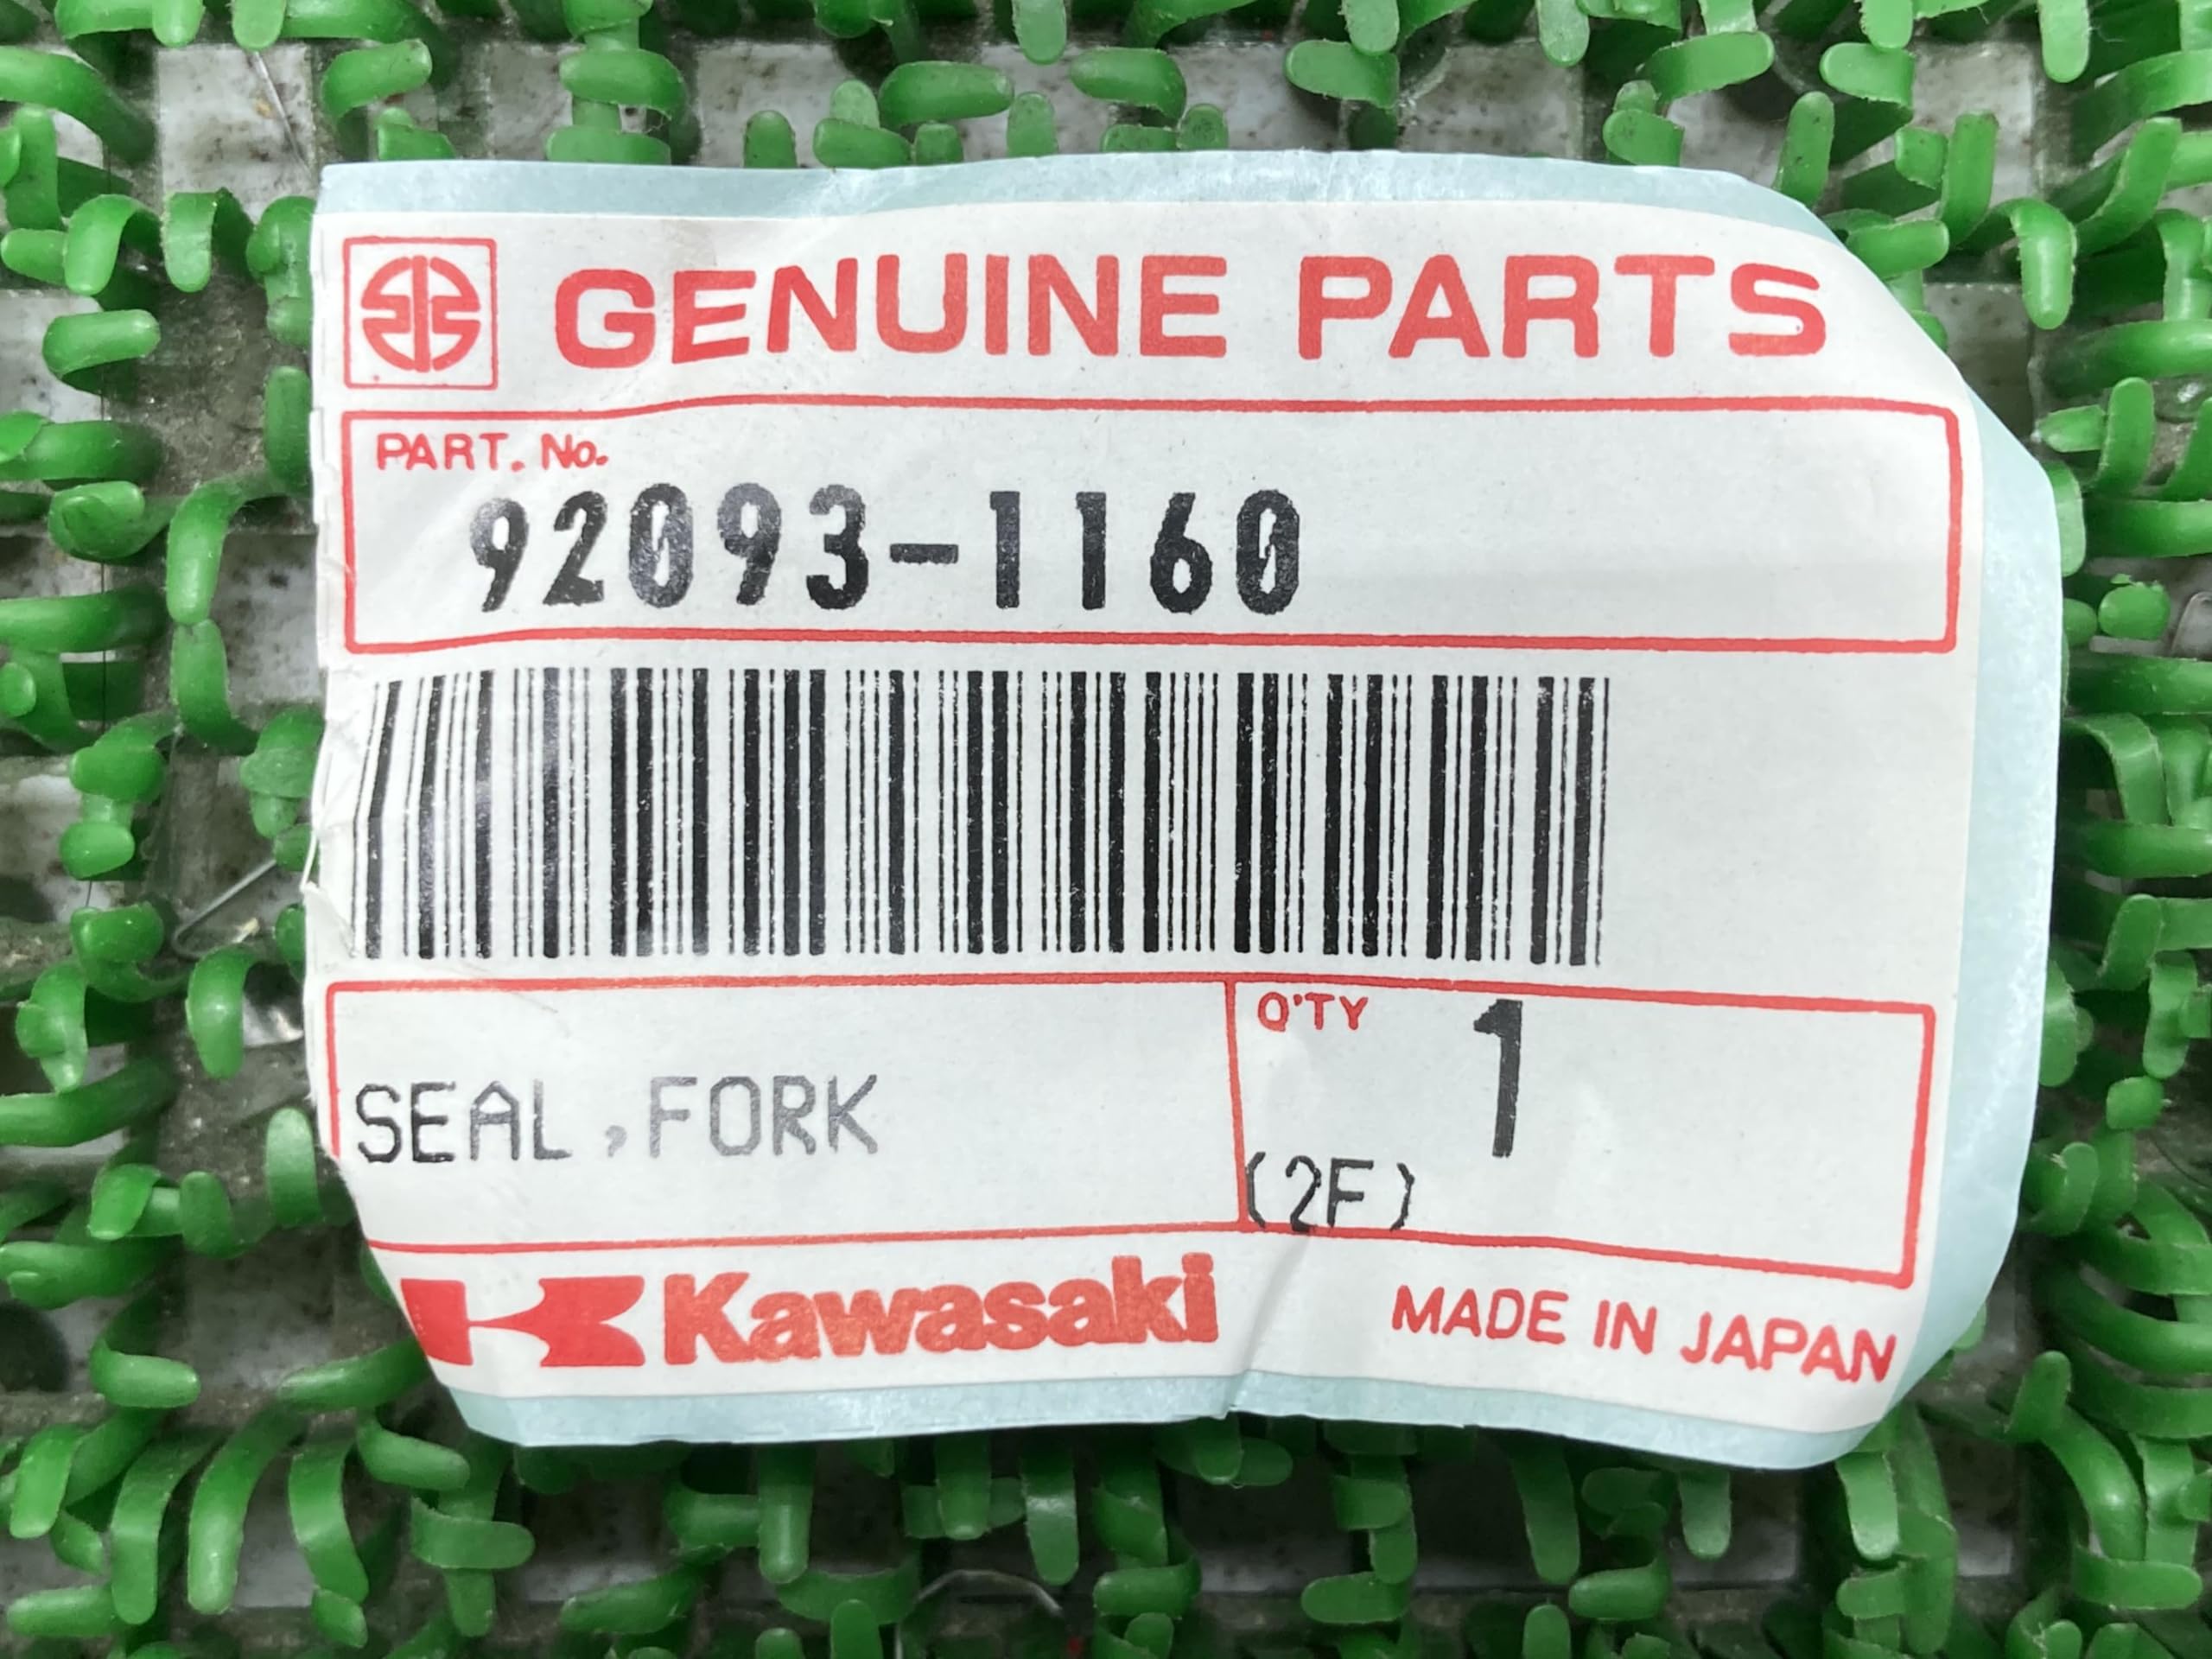 GENUINE PARTS
PART. No.
92093-1160
Q'TY 1
SEAL,FORK
(2F)
Kawasaki
MADE IN JAPAN